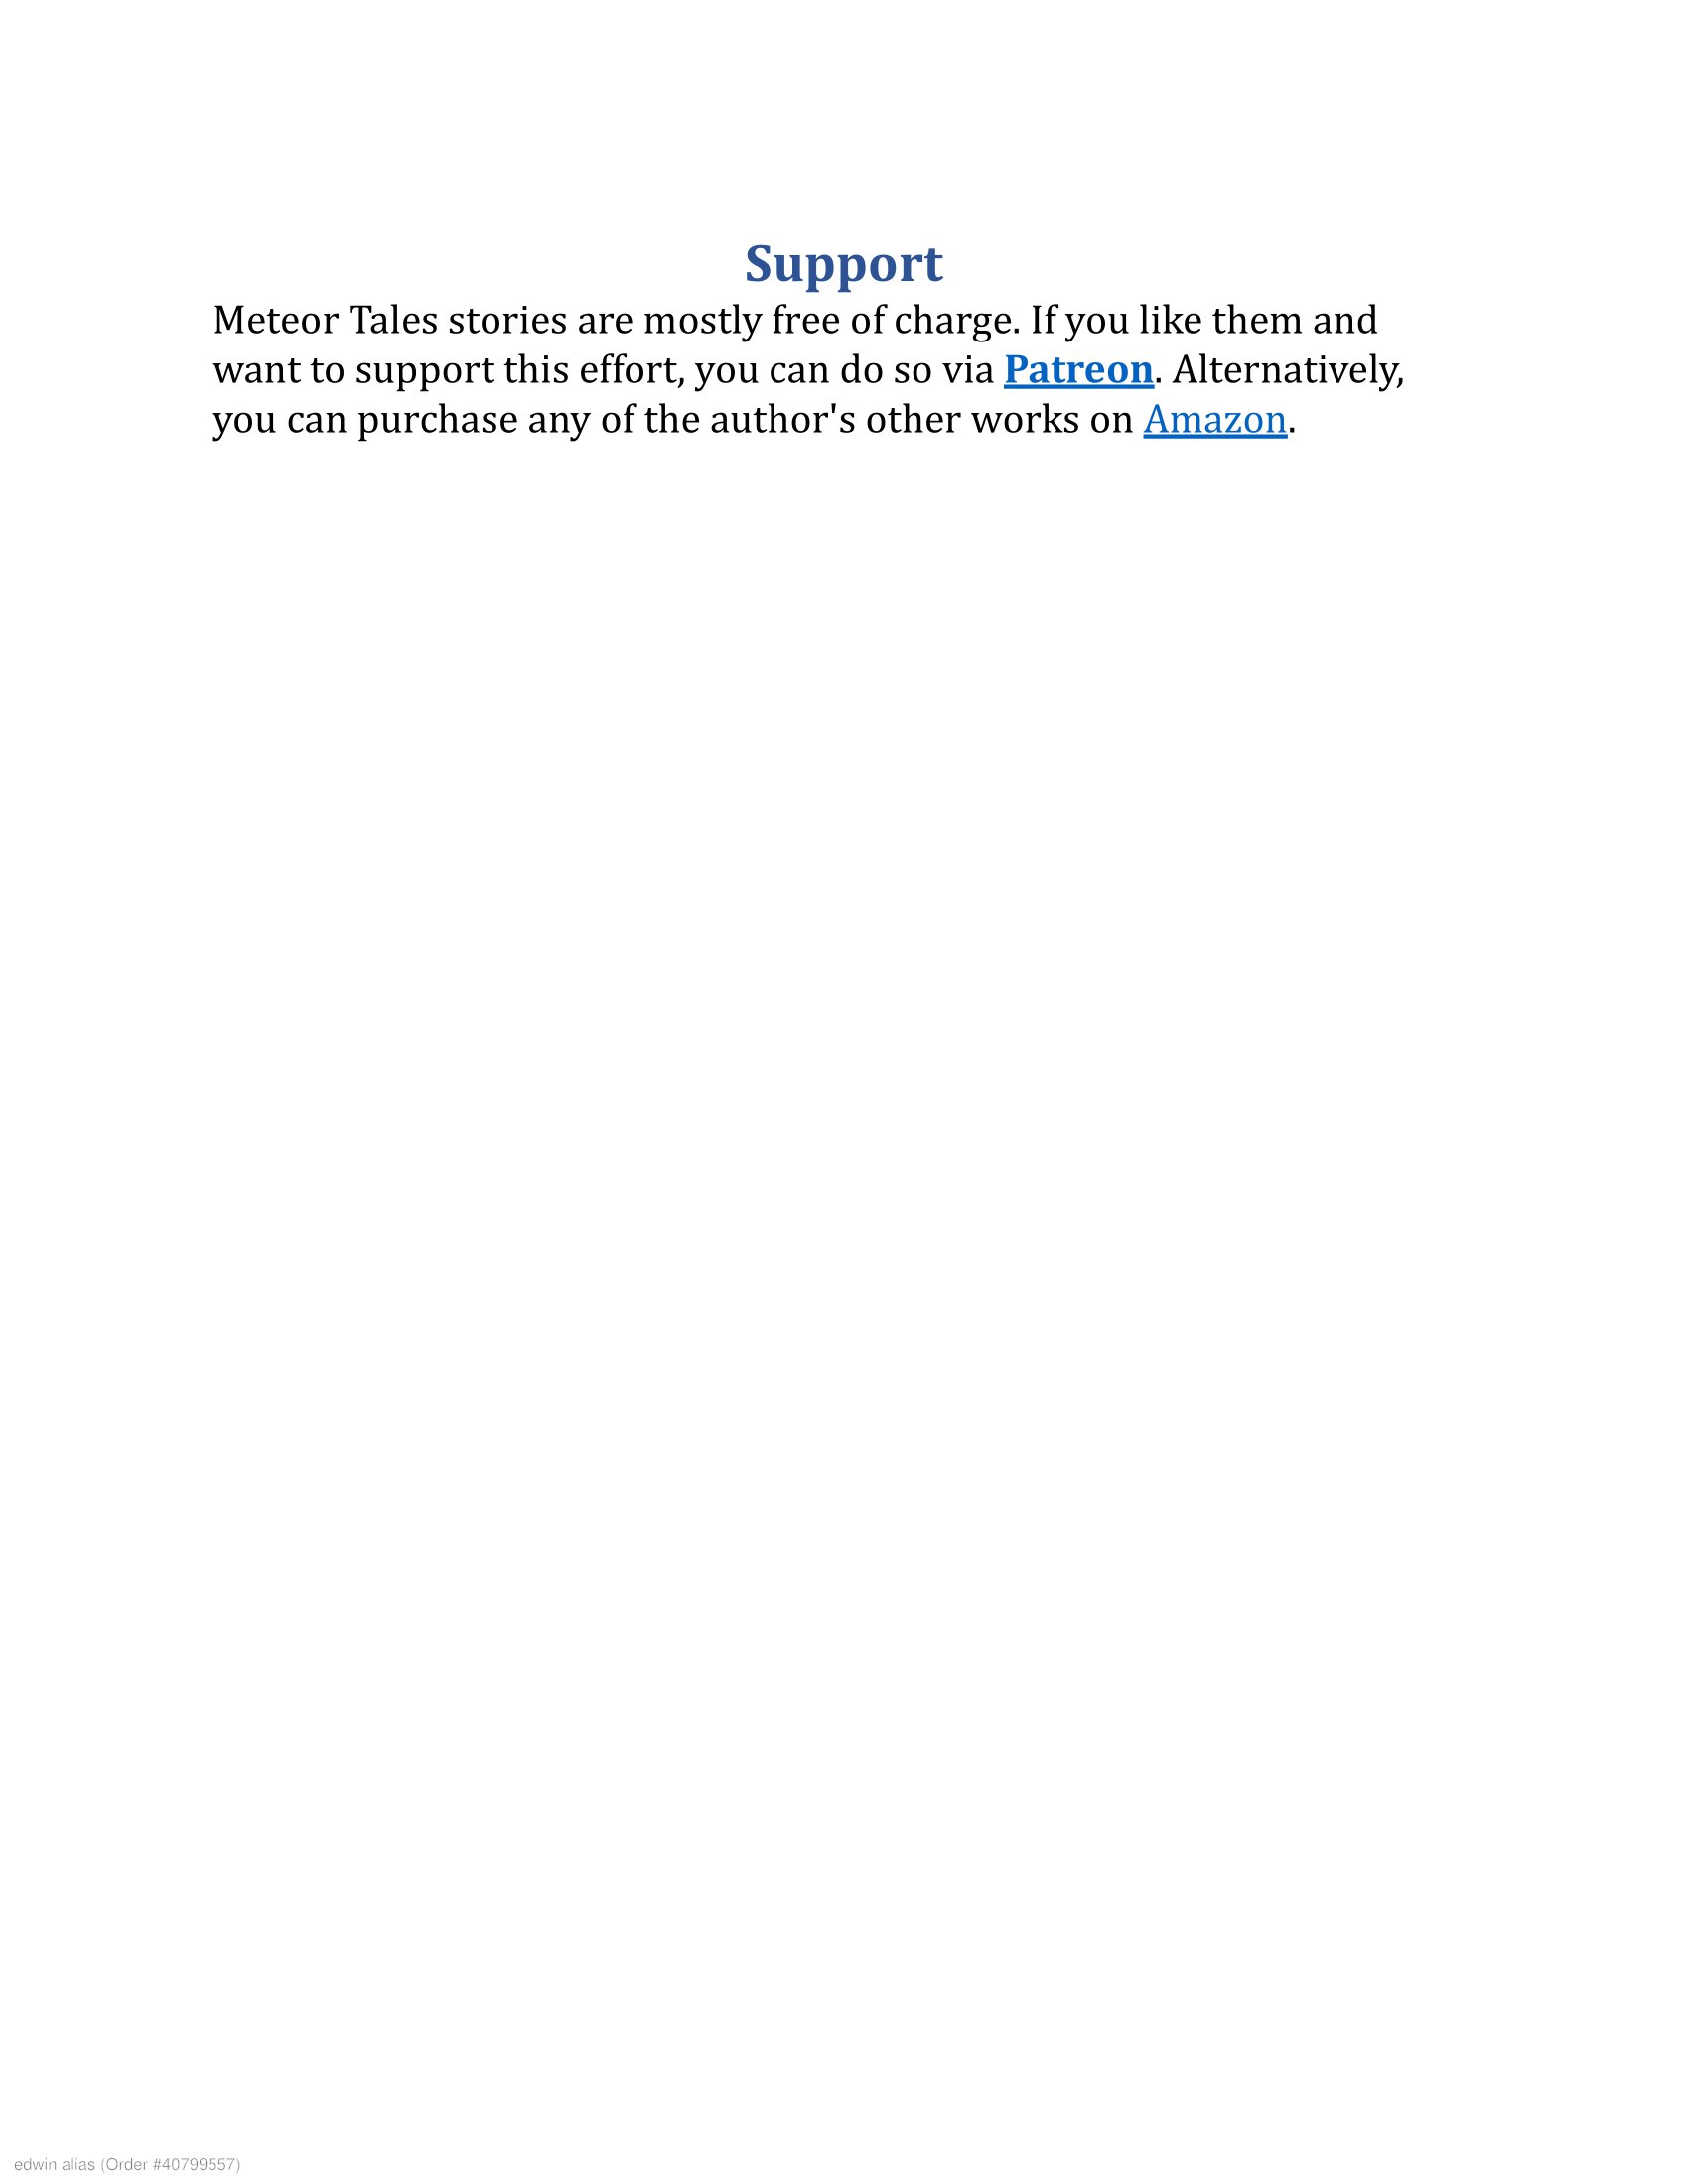 Support
Meteor Tales stories are mostly free of charge. If you like them and
want to support this effort, you can do so via Patreon. Alternatively,
you can purchase any of the author's other works on Amazon.
edwin alias (Order #40799557)